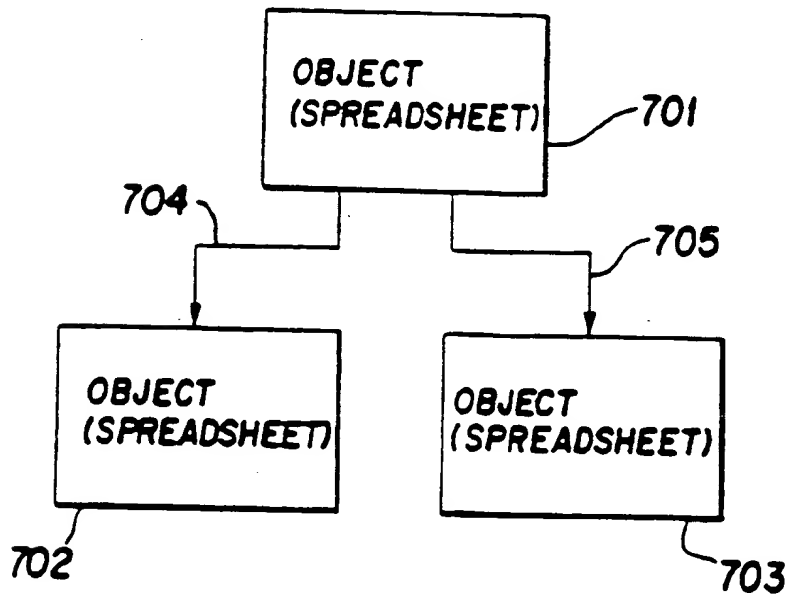 OBJECT
(SPREADSHEET)
701
704
705
OBJECT
(SPREADSHEET)
OBJECT
(SPREADSHEET)
702
703